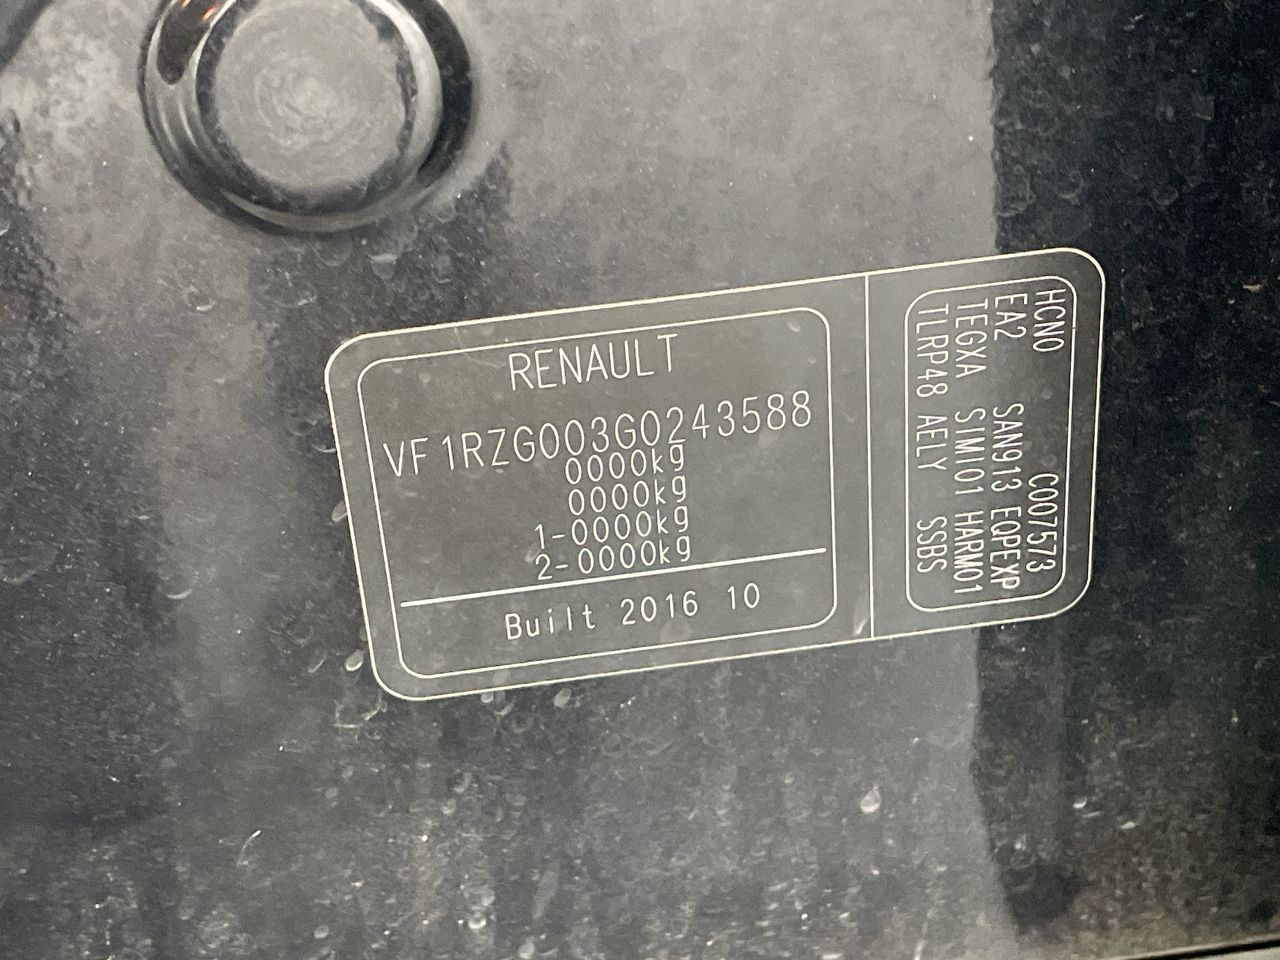 RENAULT
VF1RZG003G0243588
0000kg
0000kg
1-0000kg
2-0000kg
Built 2016 10
HCN0 C007573
EA2 SAN913 EQPEXP
TEGXA SIMI01 HARM01
TLRP48 AELY SSBS